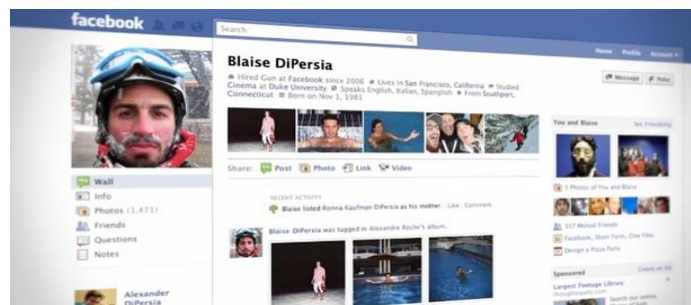 facebook
Search
Home Profile Account
Blaise DiPersia
Message Poke
Hired Gun at Facebook since 2006 Lives in San Francisco, California Studied
Cinema at Duke University Speaks English, Italian, Spanglish From Southport,
Connecticut Born on Nov 1, 1981
You and Blaise See Friendship
Share: Post Photo Link Video
Wall
Info
Photos (1,471)
Friends
Questions
Notes
RECENT ACTIVITY
Blaise listed Ronna Kaufman DiPersia as his mother. · Like · Comment
Blaise DiPersia was tagged in Alexandre Roche's album.
5 Photos of You and Blaise
117 Mutual Friends
Facebook, Short Form, Cine Files
Design a Pizza Party
Sponsored Create an Ad
Largest Footage Library
Search our online
Alexander
DiPersia